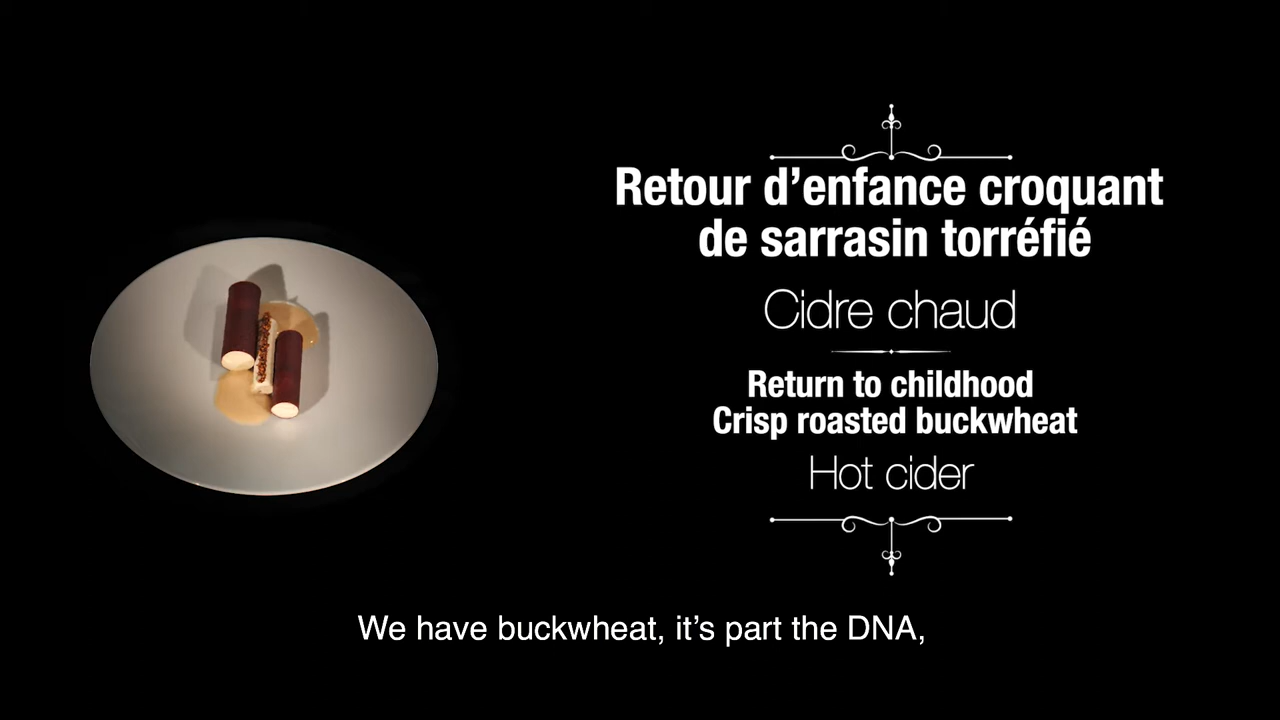 Retour d’enfance croquant
de sarrasin torréfié
Cidre chaud
Return to childhood
Crisp roasted buckwheat
Hot cider
We have buckwheat, it’s part the DNA,